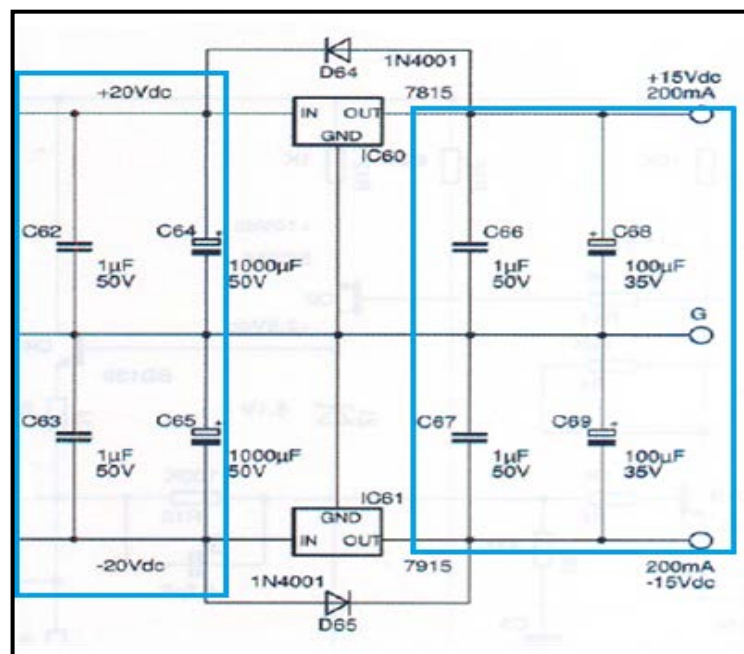 1N4001
D64
+20Vdc
7815
+15Vdc
200mA
IN OUT
GND
IC60
C62
1µF
50V
C64
+
1000µF
50V
C66
1µF
50V
C68
+
100µF
35V
G
C63
1µF
50V
C65
+
1000µF
50V
C67
1µF
50V
C69
+
100µF
35V
IC61
GND
IN OUT
-20Vdc
7915
200mA
-15Vdc
1N4001
D65